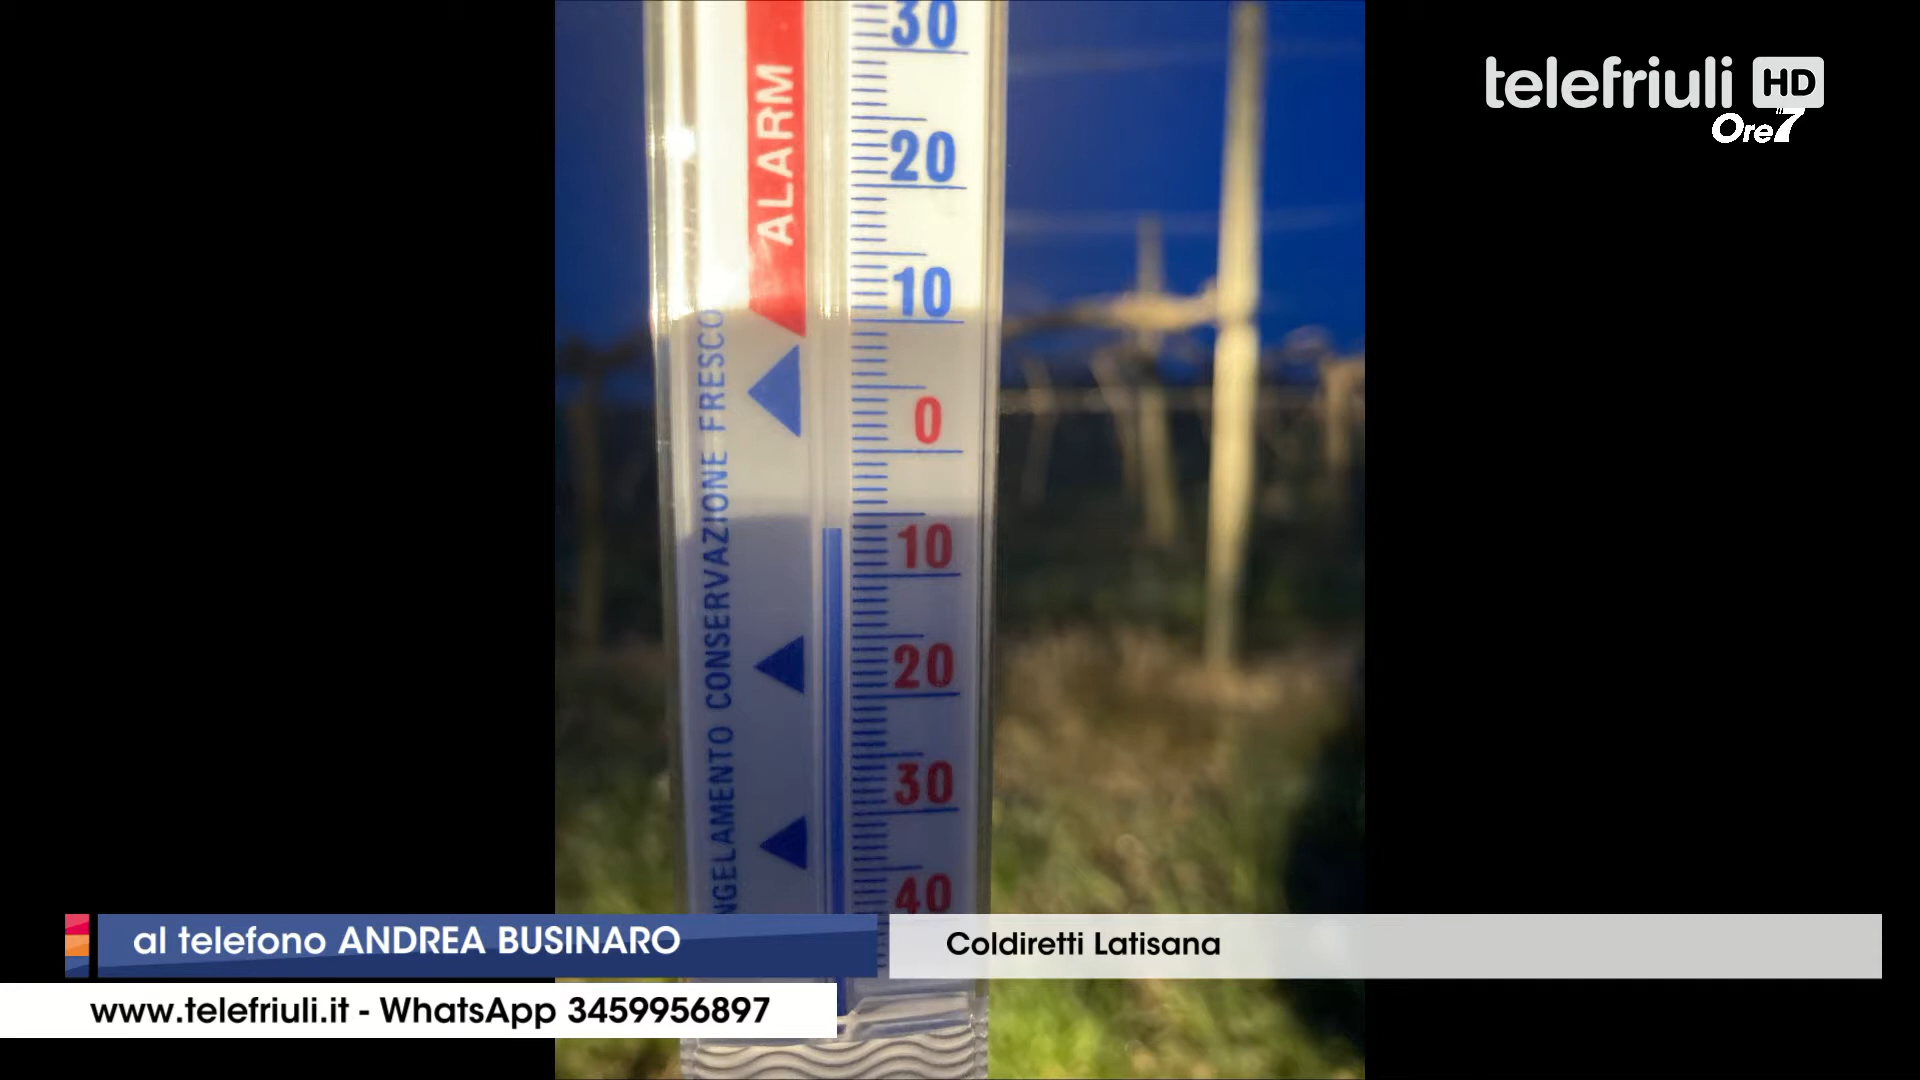 telefriuli HD
Ore7
ALARM
CONSERVAZIONE FRESCO
30
20
10
0
10
20
30
40
al telefono ANDREA BUSINARO
Coldiretti Latisana
www.telefriuli.it - WhatsApp 3459956897